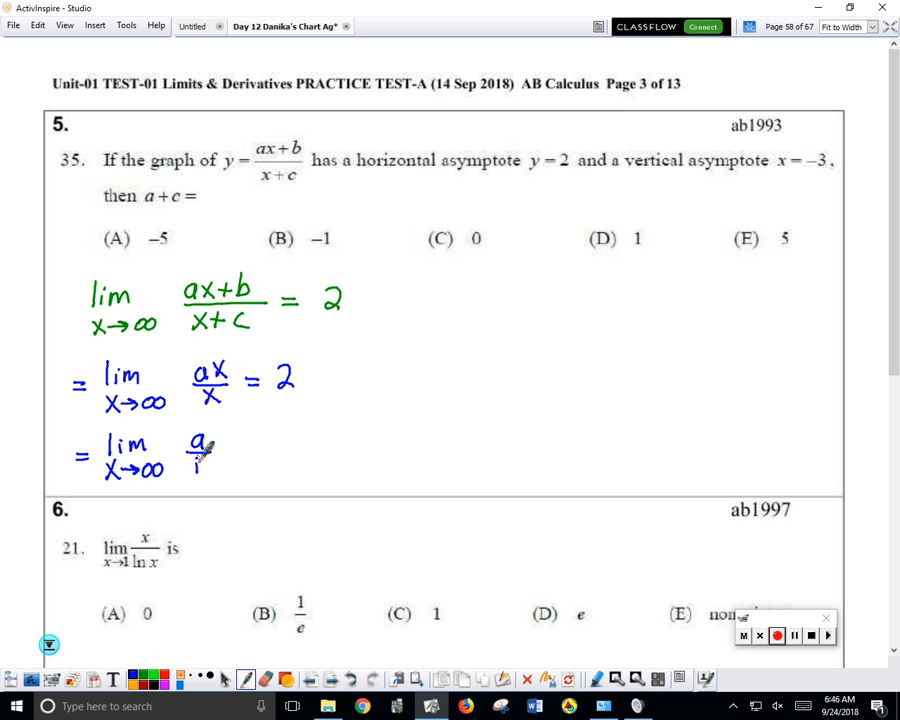 ActivInspire - Studio
File Edit View Insert Tools Help Untitled Day 12 Danika's Chart Ag* CLASSFLOW Connect Page 58 of 67 Fit to Width
Unit-01 TEST-01 Limits & Derivatives PRACTICE TEST-A (14 Sep 2018) AB Calculus Page 3 of 13
5. ab1993
35. If the graph of y = (ax + b)/(x + c) has a horizontal asymptote y = 2 and a vertical asymptote x = −3,
then a + c =
(A) −5 (B) −1 (C) 0 (D) 1 (E) 5
lim x→∞ (ax+b)/(x+c) = 2
= lim x→∞ ax/x = 2
= lim x→∞ a/1
6. ab1997
21. lim x→1 x/ln x is
(A) 0 (B) 1/e (C) 1 (D) e (E)
M
T
Type here to search
6:46 AM
9/24/2018